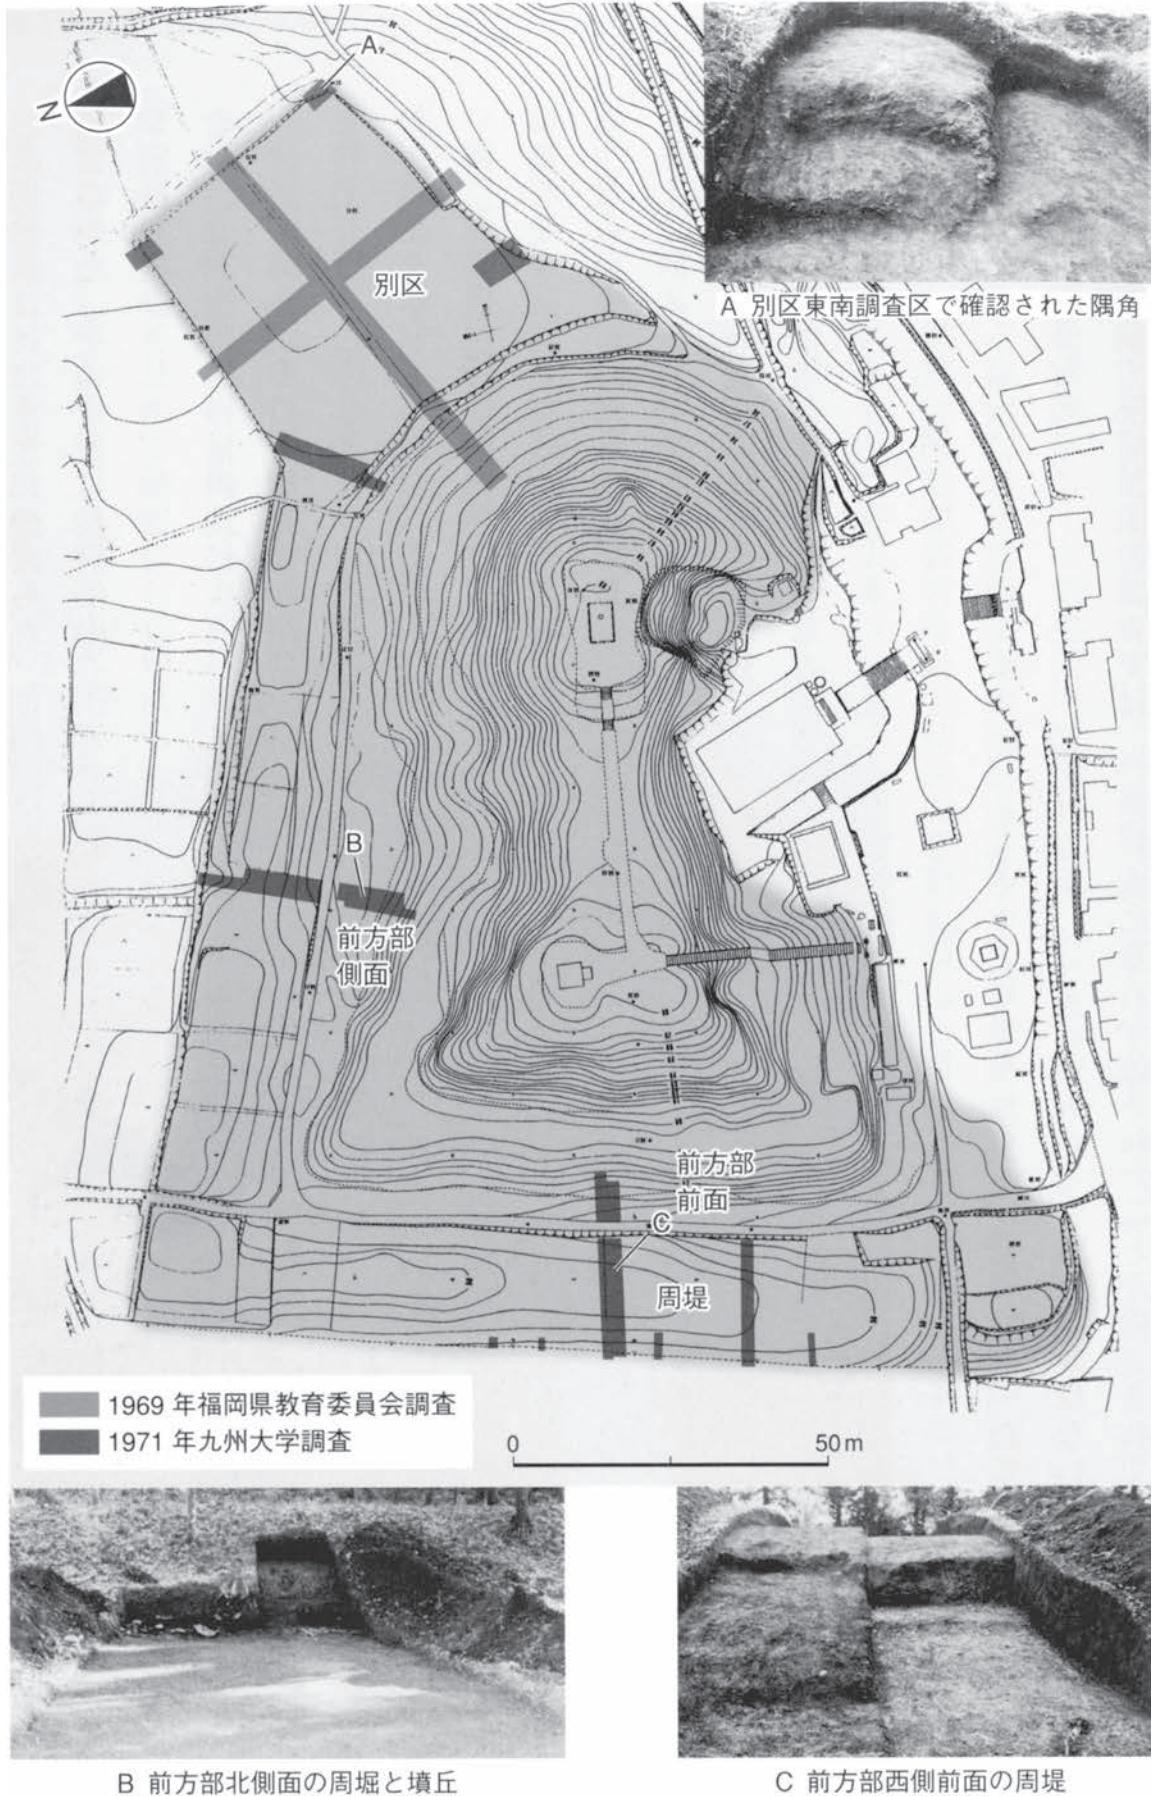 A
N
別区
A 別区東南調査区で確認された隅角
B
前方部
側面
前方部
前面
C
周堤
1969 年福岡県教育委員会調査
1971 年九州大学調査
0 50m
B 前方部北側面の周堀と墳丘
C 前方部西側前面の周堤